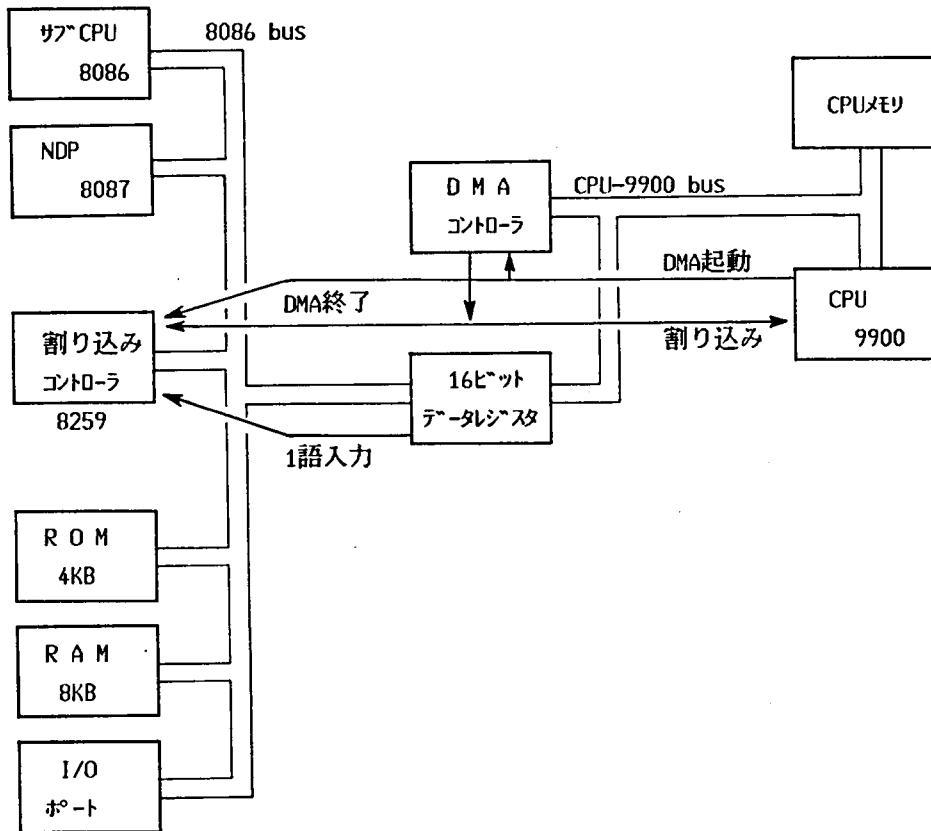 サブCPU
8086
8086 bus
NDP
8087
CPUメモリ
DMA
コントローラ
CPU-9900 bus
DMA起動
DMA終了
CPU
9900
割り込み
割り込み
コントローラ
8259
16ビット
データレジスタ
1語入力
ROM
4KB
RAM
8KB
I/O
ポート